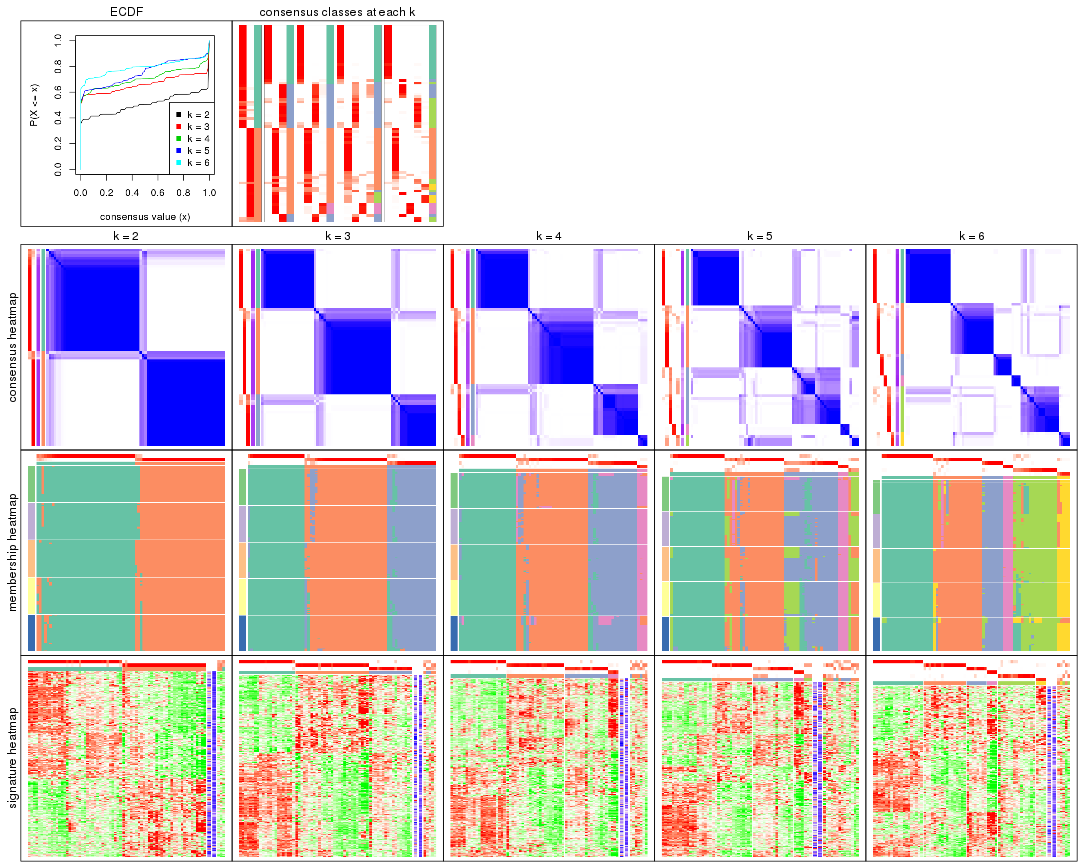 ECDF
consensus classes at each k
P(X <= x)
1.0
0.8
0.6
0.4
0.2
0.0
k = 2
k = 3
k = 4
k = 5
k = 6
0.0 0.2 0.4 0.6 0.8 1.0
consensus value (x)
k = 2
k = 3
k = 4
k = 5
k = 6
consensus heatmap
membership heatmap
signature heatmap